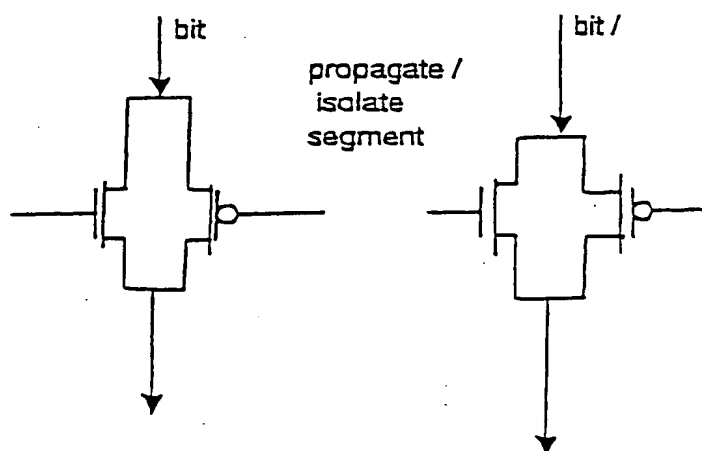 bit
propagate /
isolate
segment
bit /